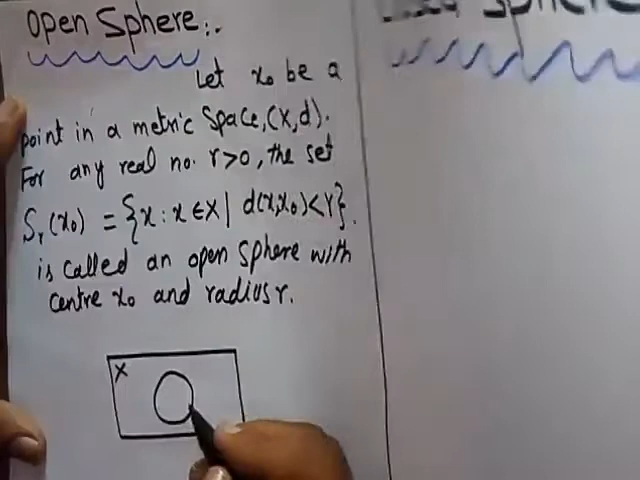 Open Sphere:.
Let x₀ be a
point in a metric Space,(X,d).
For any real no. r>0, the set
Sᵣ(x₀) = {x : x ∈ X | d(x,x₀) < r}.
is called an open sphere with
centre x₀ and radius r.
X
Sphere